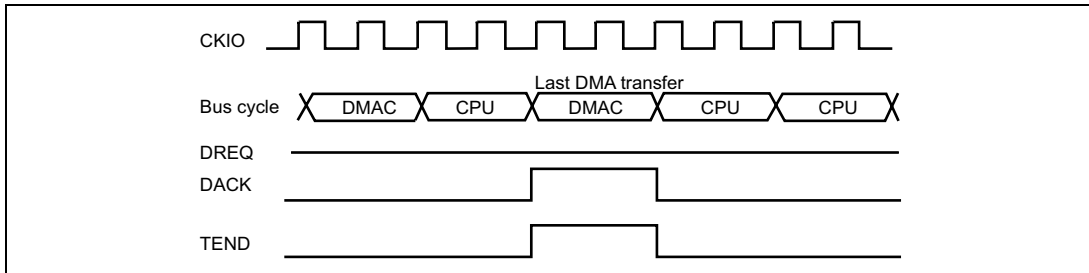 CKIO
Last DMA transfer
Bus cycle DMAC CPU DMAC CPU CPU
DREQ
DACK
TEND